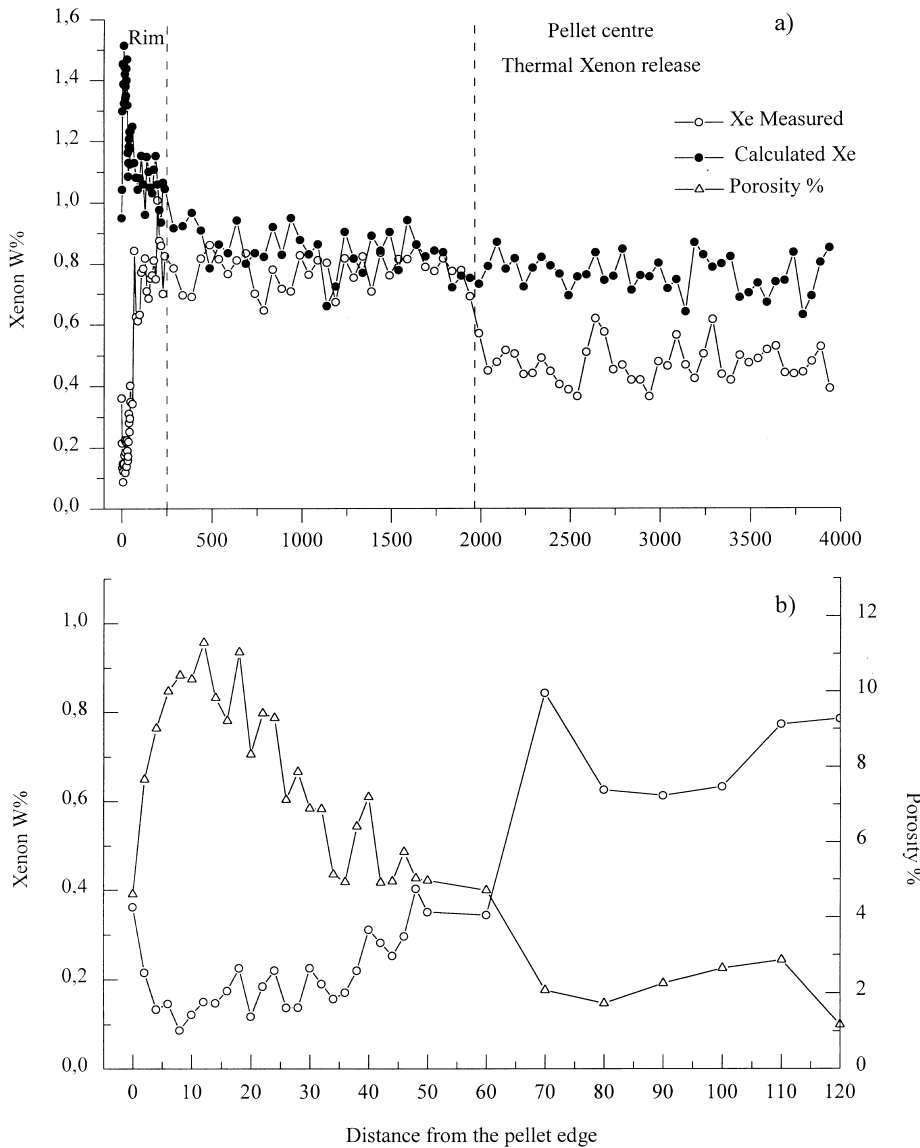 a)
1,6
1,4
1,2
1,0
0,8
0,6
0,4
0,2
0,0
Xenon W%
Rim
Pellet centre
Thermal Xenon release
Xe Measured
Calculated Xe
Porosity %
0 500 1000 1500 2000 2500 3000 3500 4000
b)
1,0
0,8
0,6
0,4
0,2
0,0
Xenon W%
12
10
8
6
4
2
0
Porosity %
0 10 20 30 40 50 60 70 80 90 100 110 120
Distance from the pellet edge